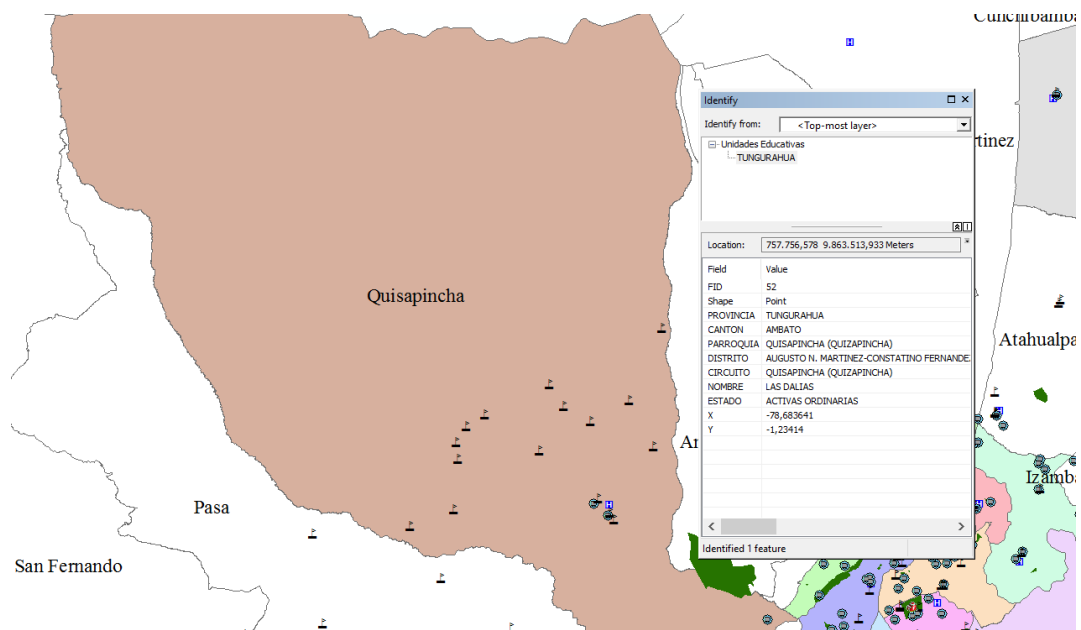 Cunchibamba
Identify
Identify from: <Top-most layer>
Unidades Educativas
TUNGURAHUA
rtinez
Location: 757.756,578 9.863.513,933 Meters
Field Value
FID 52
Shape Point
PROVINCIA TUNGURAHUA
CANTON AMBATO
PARROQUIA QUISAPINCHA (QUIZAPINCHA)
DISTRITO AUGUSTO N. MARTINEZ-CONSTATINO FERNANDE
CIRCUITO QUISAPINCHA (QUIZAPINCHA)
NOMBRE LAS DALIAS
ESTADO ACTIVAS ORDINARIAS
X -78,683641
Y -1,23414
Identified 1 feature
Quisapincha
Atahualpa
Izamba
Pasa
San Fernando
H
H
H